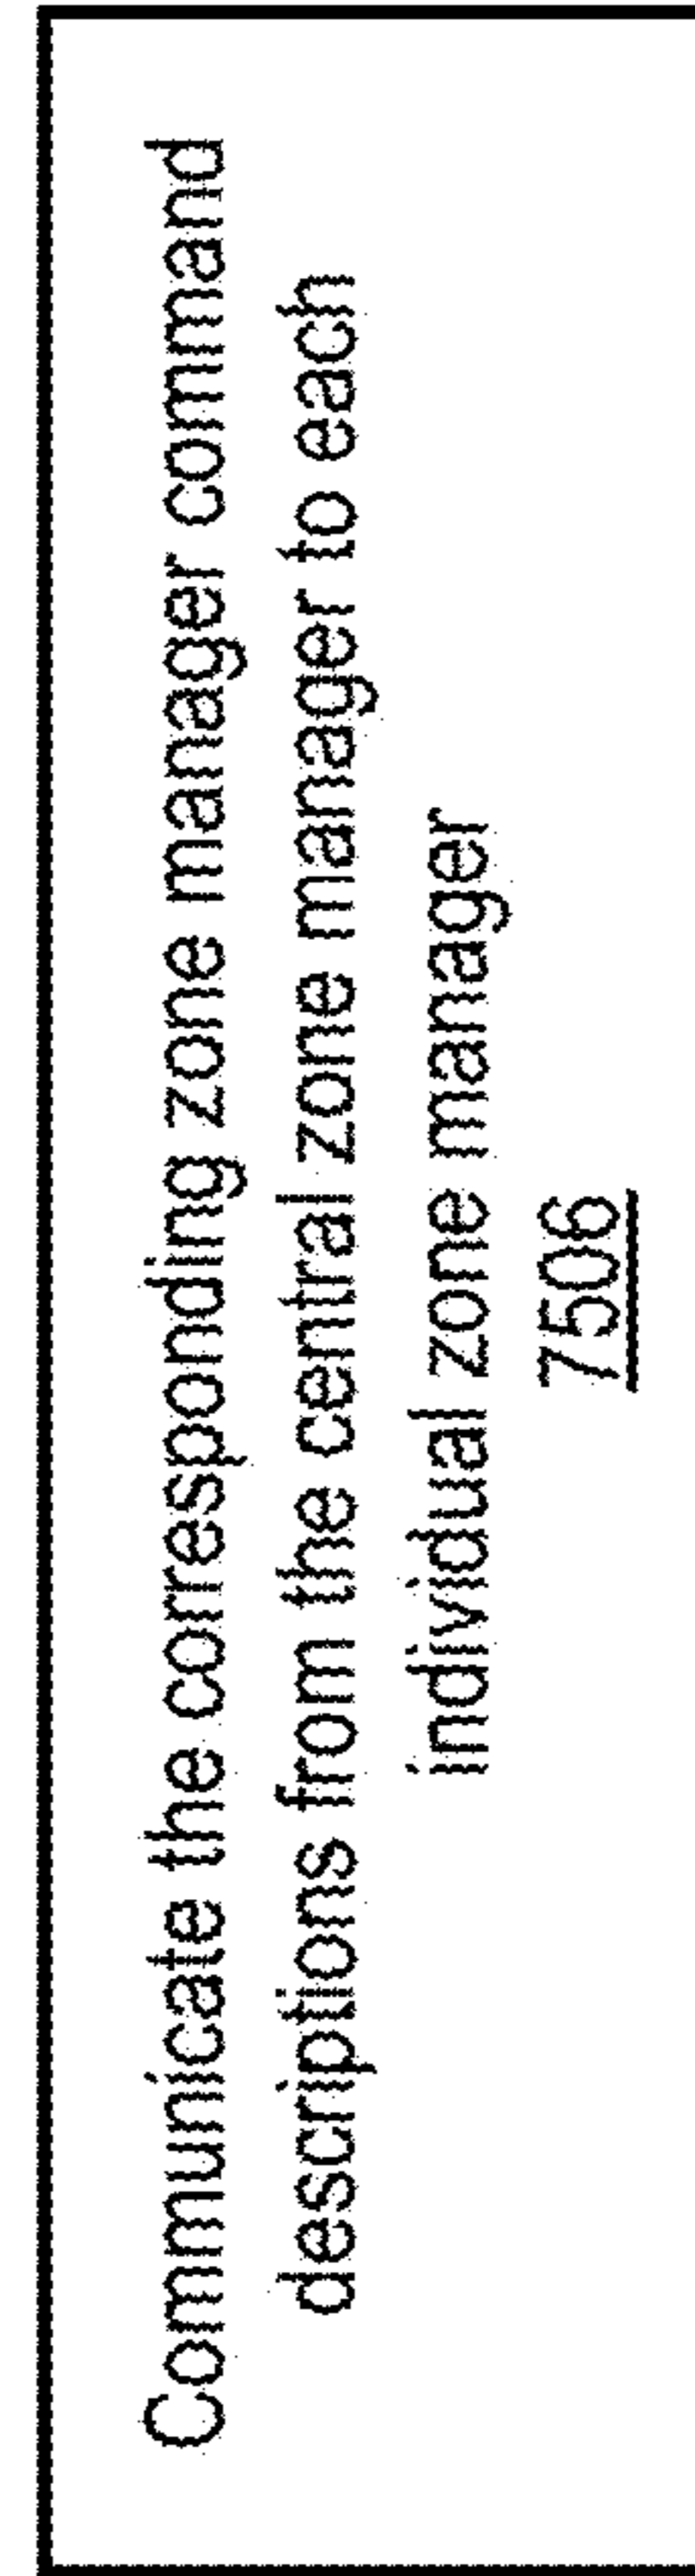 Communicate the corresponding zone manager command
descriptions from the central zone manager to each
individual zone manager
7506